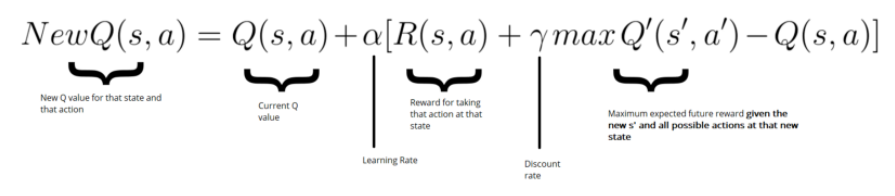 NewQ(s, a) = Q(s, a)+α[R(s, a) + γmaxQ′(s′, a′)−Q(s, a)]
New Q value for that state and
that action
Current Q
value
Reward for taking
that action at that
state
Maximum expected future reward given the
new s' and all possible actions at that new
state
Learning Rate
Discount
rate